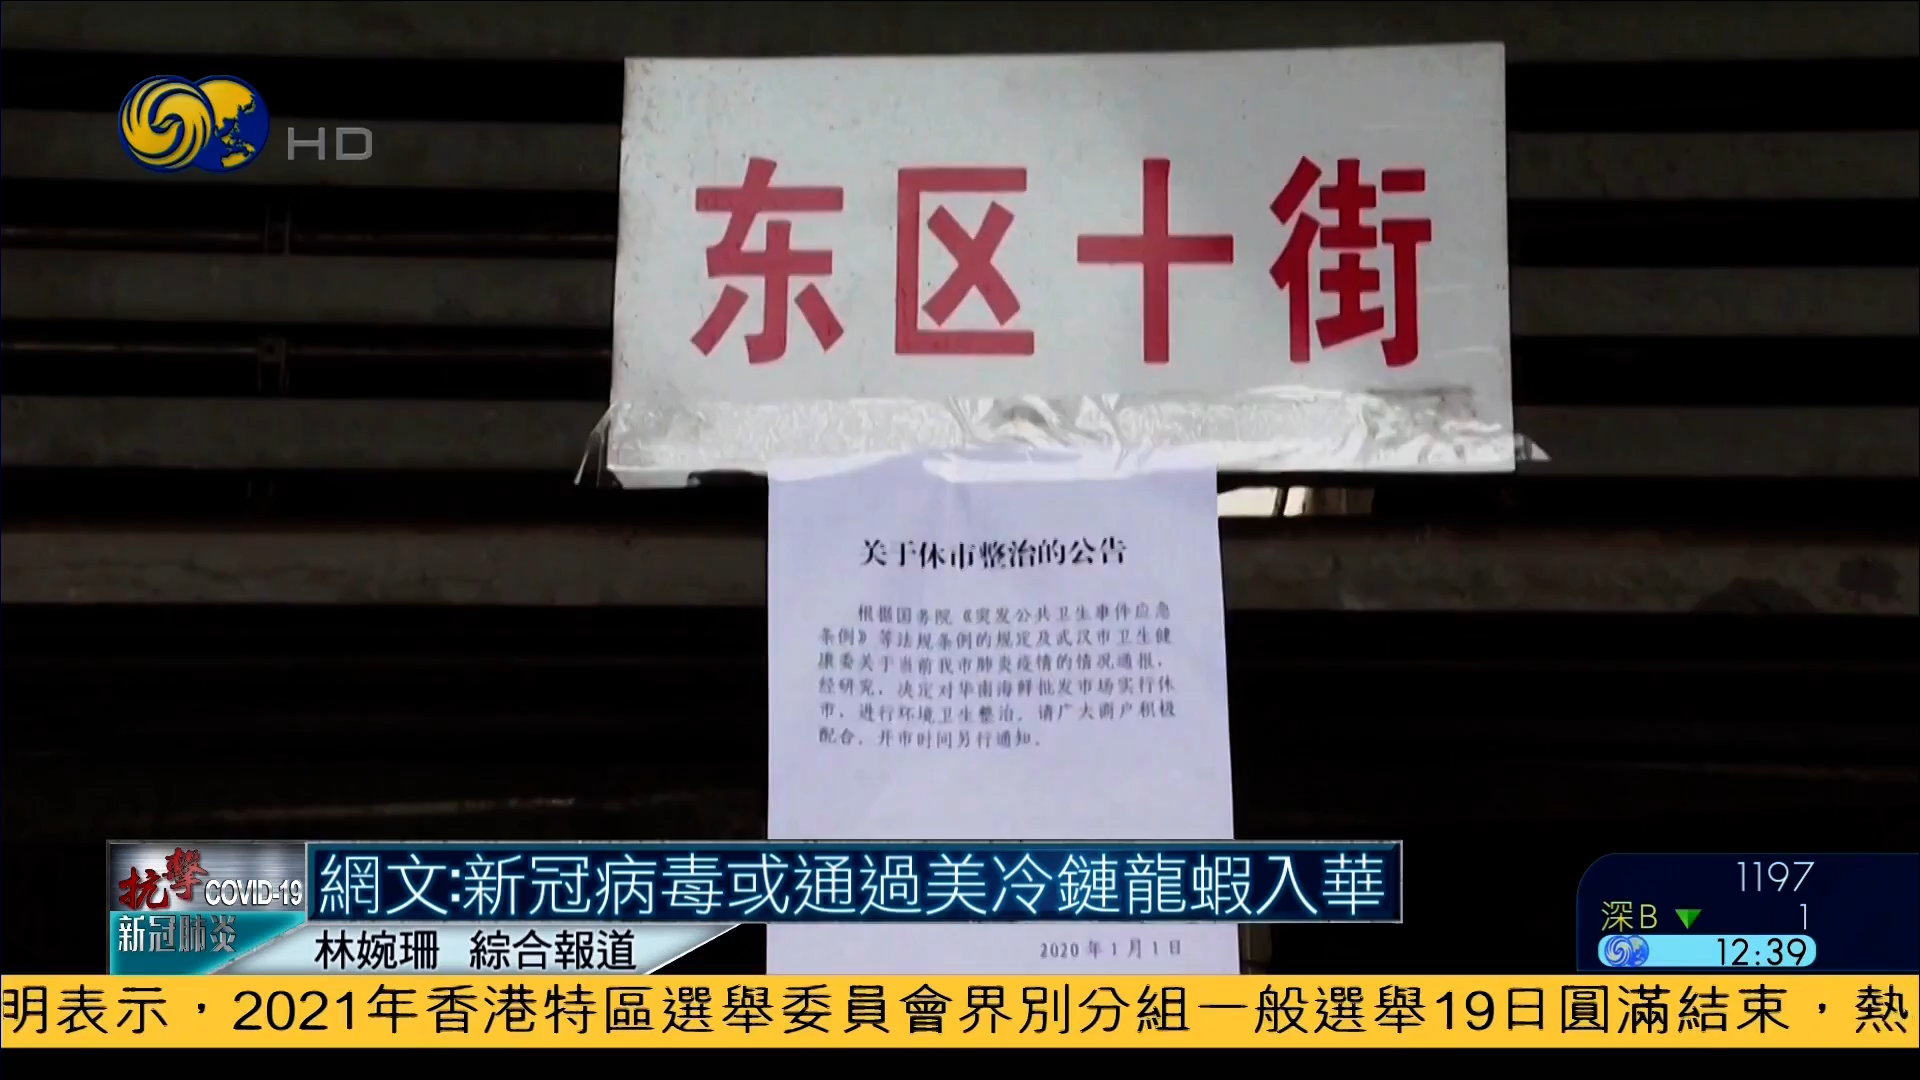 HD
东区十街
关于休市整治的公告
根据国务院《突发公共卫生事件应急
条例》等法规条例的规定及武汉市卫生健
康委关于当前我市肺炎疫情的情况通报，
经研究，决定对华南海鲜批发市场实行休
市，进行环境卫生整治。请广大商户积极
配合，开市时间另行通知。
2020年1月1日
抗擊 COVID-19
新冠肺炎
網文:新冠病毒或通過美冷鏈龍蝦入華
林婉珊 綜合報道
1197
深B ▼ 1
12:39
明表示，2021年香港特區選舉委員會界別分組一般選舉19日圓滿結束，熱